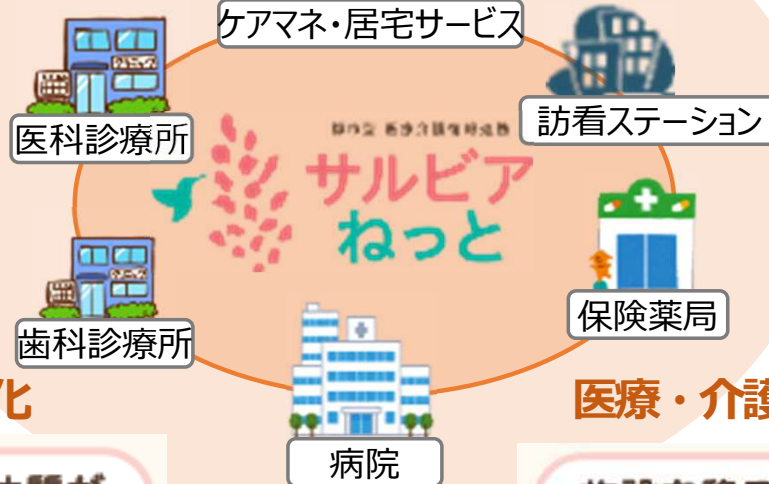 ケアマネ・居宅サービス
医科診療所
訪看ステーション
サルビア
ねっと
保険薬局
歯科診療所
化
医療・介護
病院